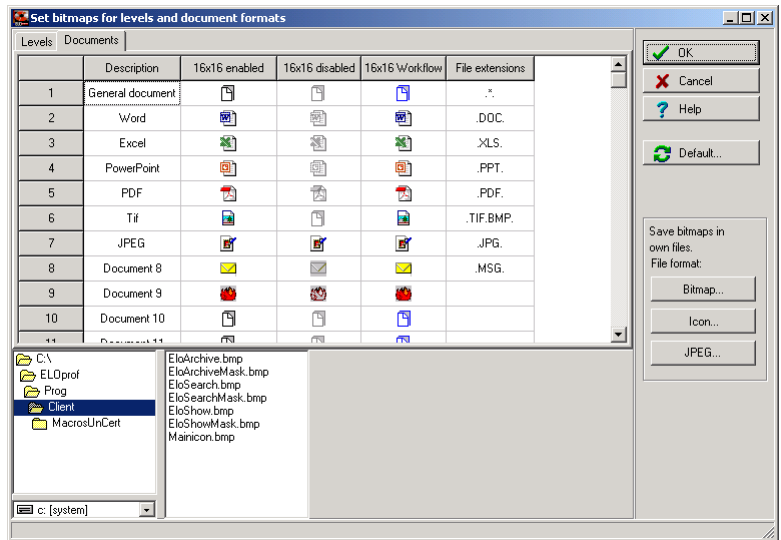 Set bitmaps for levels and document formats
Levels Documents
Description 16x16 enabled 16x16 disabled 16x16 Workflow File extensions
1 General document .*.
2 Word .DOC.
3 Excel .XLS.
4 PowerPoint .PPT.
5 PDF .PDF.
6 Tif .TIF.BMP.
7 JPEG .JPG.
8 Document 8 .MSG.
9 Document 9
10 Document 10
11 Document 11
OK
Cancel
Help
Default...
Save bitmaps in
own files.
File format:
Bitmap...
Icon...
JPEG...
C:\
ELOprof
Prog
Client
MacrosUnCert
c: [system]
EloArchive.bmp
EloArchiveMask.bmp
EloSearch.bmp
EloSearchMask.bmp
EloShow.bmp
EloShowMask.bmp
Mainicon.bmp